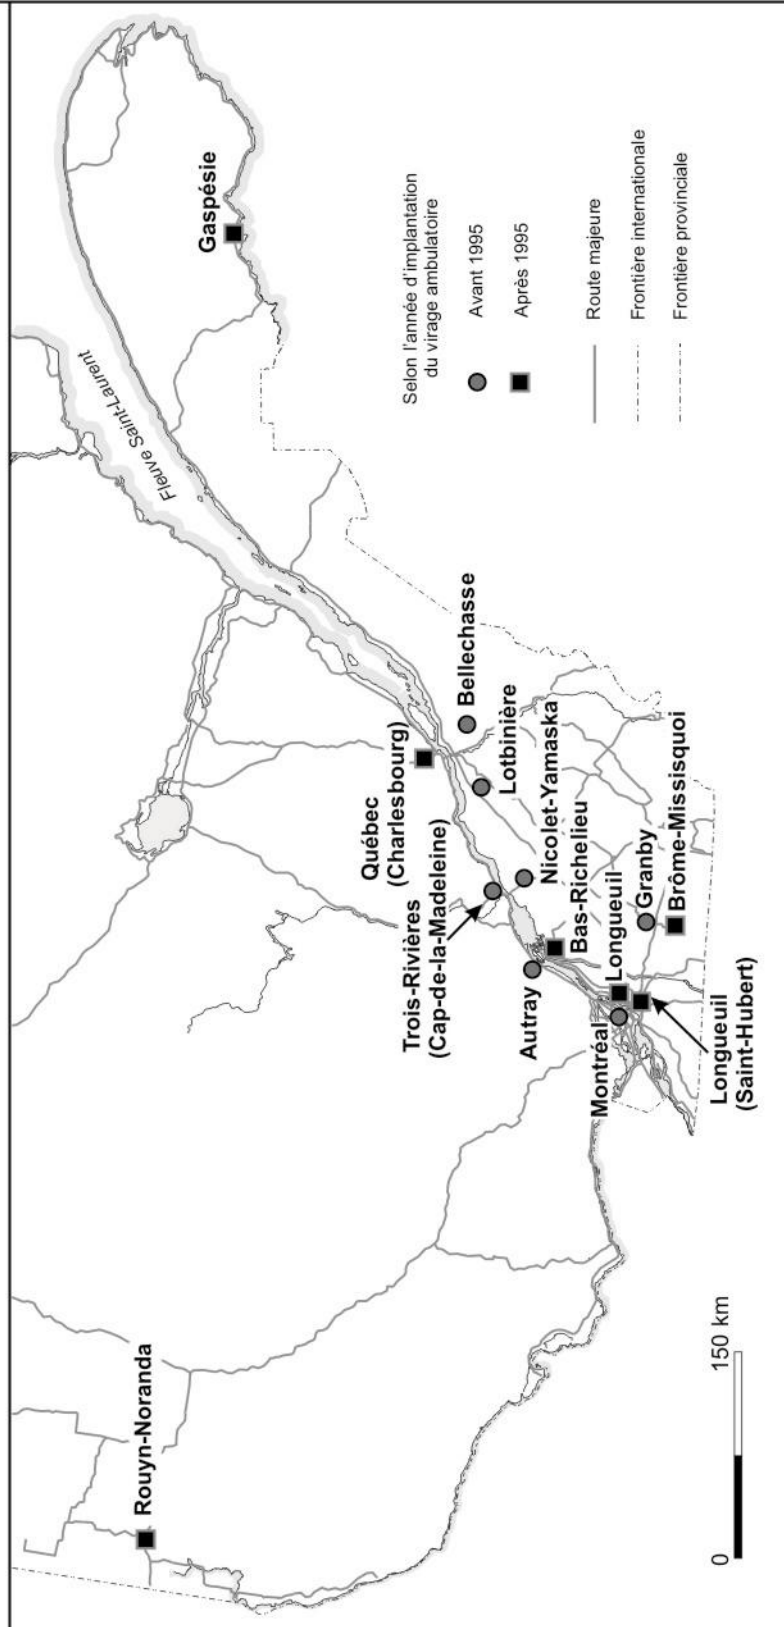 Gaspésie
Fleuve Saint-Laurent
Rouyn-Noranda
Québec
(Charlesbourg)
Bellechasse
Trois-Rivières
(Cap-de-la-Madeleine)
Lotbinière
Nicolet-Yamaska
Autray
Bas-Richelieu
Montréal
Longueuil
Granby
Brôme-Missisquoi
Longueuil
(Saint-Hubert)
Selon l'année d'implantation
du virage ambulatoire
Avant 1995
Après 1995
Route majeure
Frontière internationale
Frontière provinciale
0 150 km